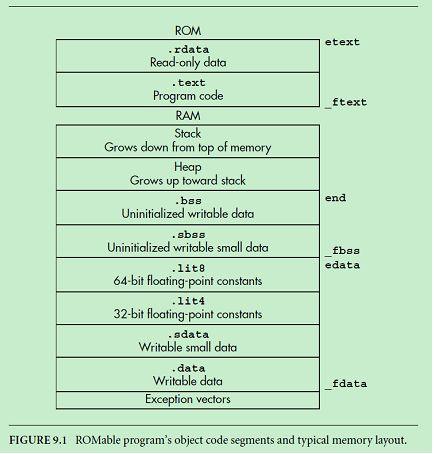 ROM
etext
.rdata
Read-only data
.text
Program code
_ftext
RAM
Stack
Grows down from top of memory
Heap
Grows up toward stack
end
.bss
Uninitialized writable data
.sbss
Uninitialized writable small data
_fbss
edata
.lit8
64-bit floating-point constants
.lit4
32-bit floating-point constants
.sdata
Writable small data
.data
Writable data
_fdata
Exception vectors
FIGURE 9.1 ROMable program's object code segments and typical memory layout.